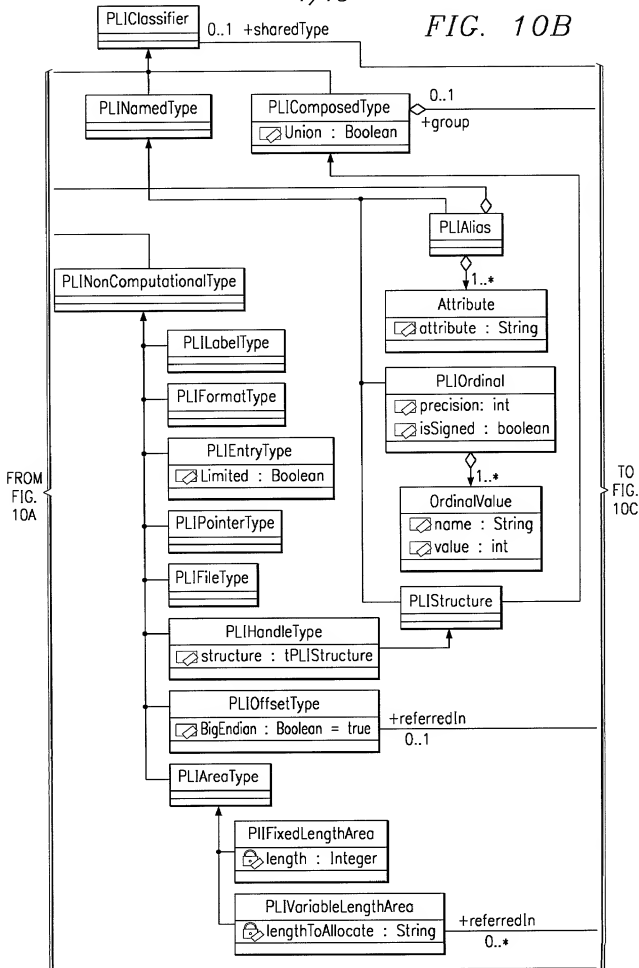 FIG. 10B
PLIClassifier
0..1 +sharedType
PLINamedType
PLIComposedType
Union : Boolean
0..1
+group
PLIAlias
1..*
PLINonComputationalType
Attribute
attribute : String
PLILabelType
PLIOrdinal
precision: int
isSigned : boolean
PLIFormatType
PLIEntryType
Limited : Boolean
1..*
FROM
FIG.
10A
TO
FIG.
10C
OrdinalValue
name : String
value : int
PLIPointerType
PLIFileType
PLIStructure
PLIHandleType
structure : tPLIStructure
PLIOffsetType
BigEndian : Boolean = true
+referredIn
0..1
PLIAreaType
PlIFixedLengthArea
length : Integer
PLIVariableLengthArea
lengthToAllocate : String
+referredIn
0..*